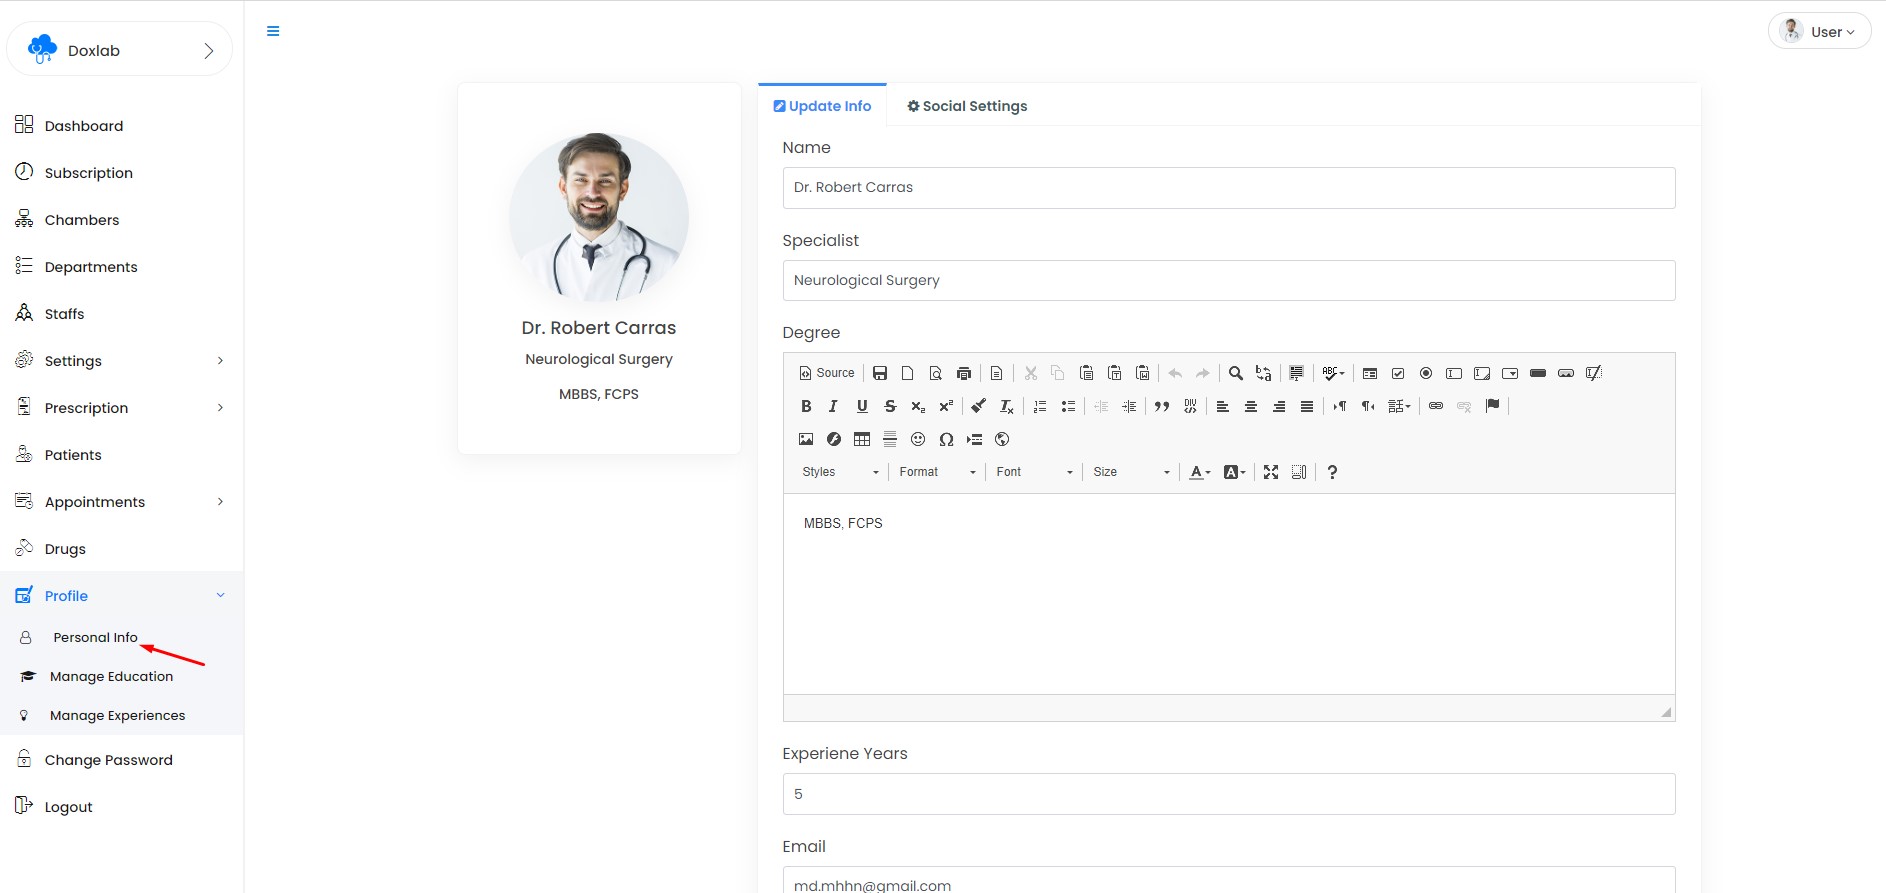 Doxlab
User
Dashboard
Subscription
Chambers
Departments
Staffs
Settings
Prescription
Patients
Appointments
Drugs
Profile
Personal Info
Manage Education
Manage Experiences
Change Password
Logout
Dr. Robert Carras
Neurological Surgery
MBBS, FCPS
Update Info Social Settings
Name
Dr. Robert Carras
Specialist
Neurological Surgery
Degree
Source
Styles Format Font Size
MBBS, FCPS
Experiene Years
5
Email
md.mhhn@gmail.com